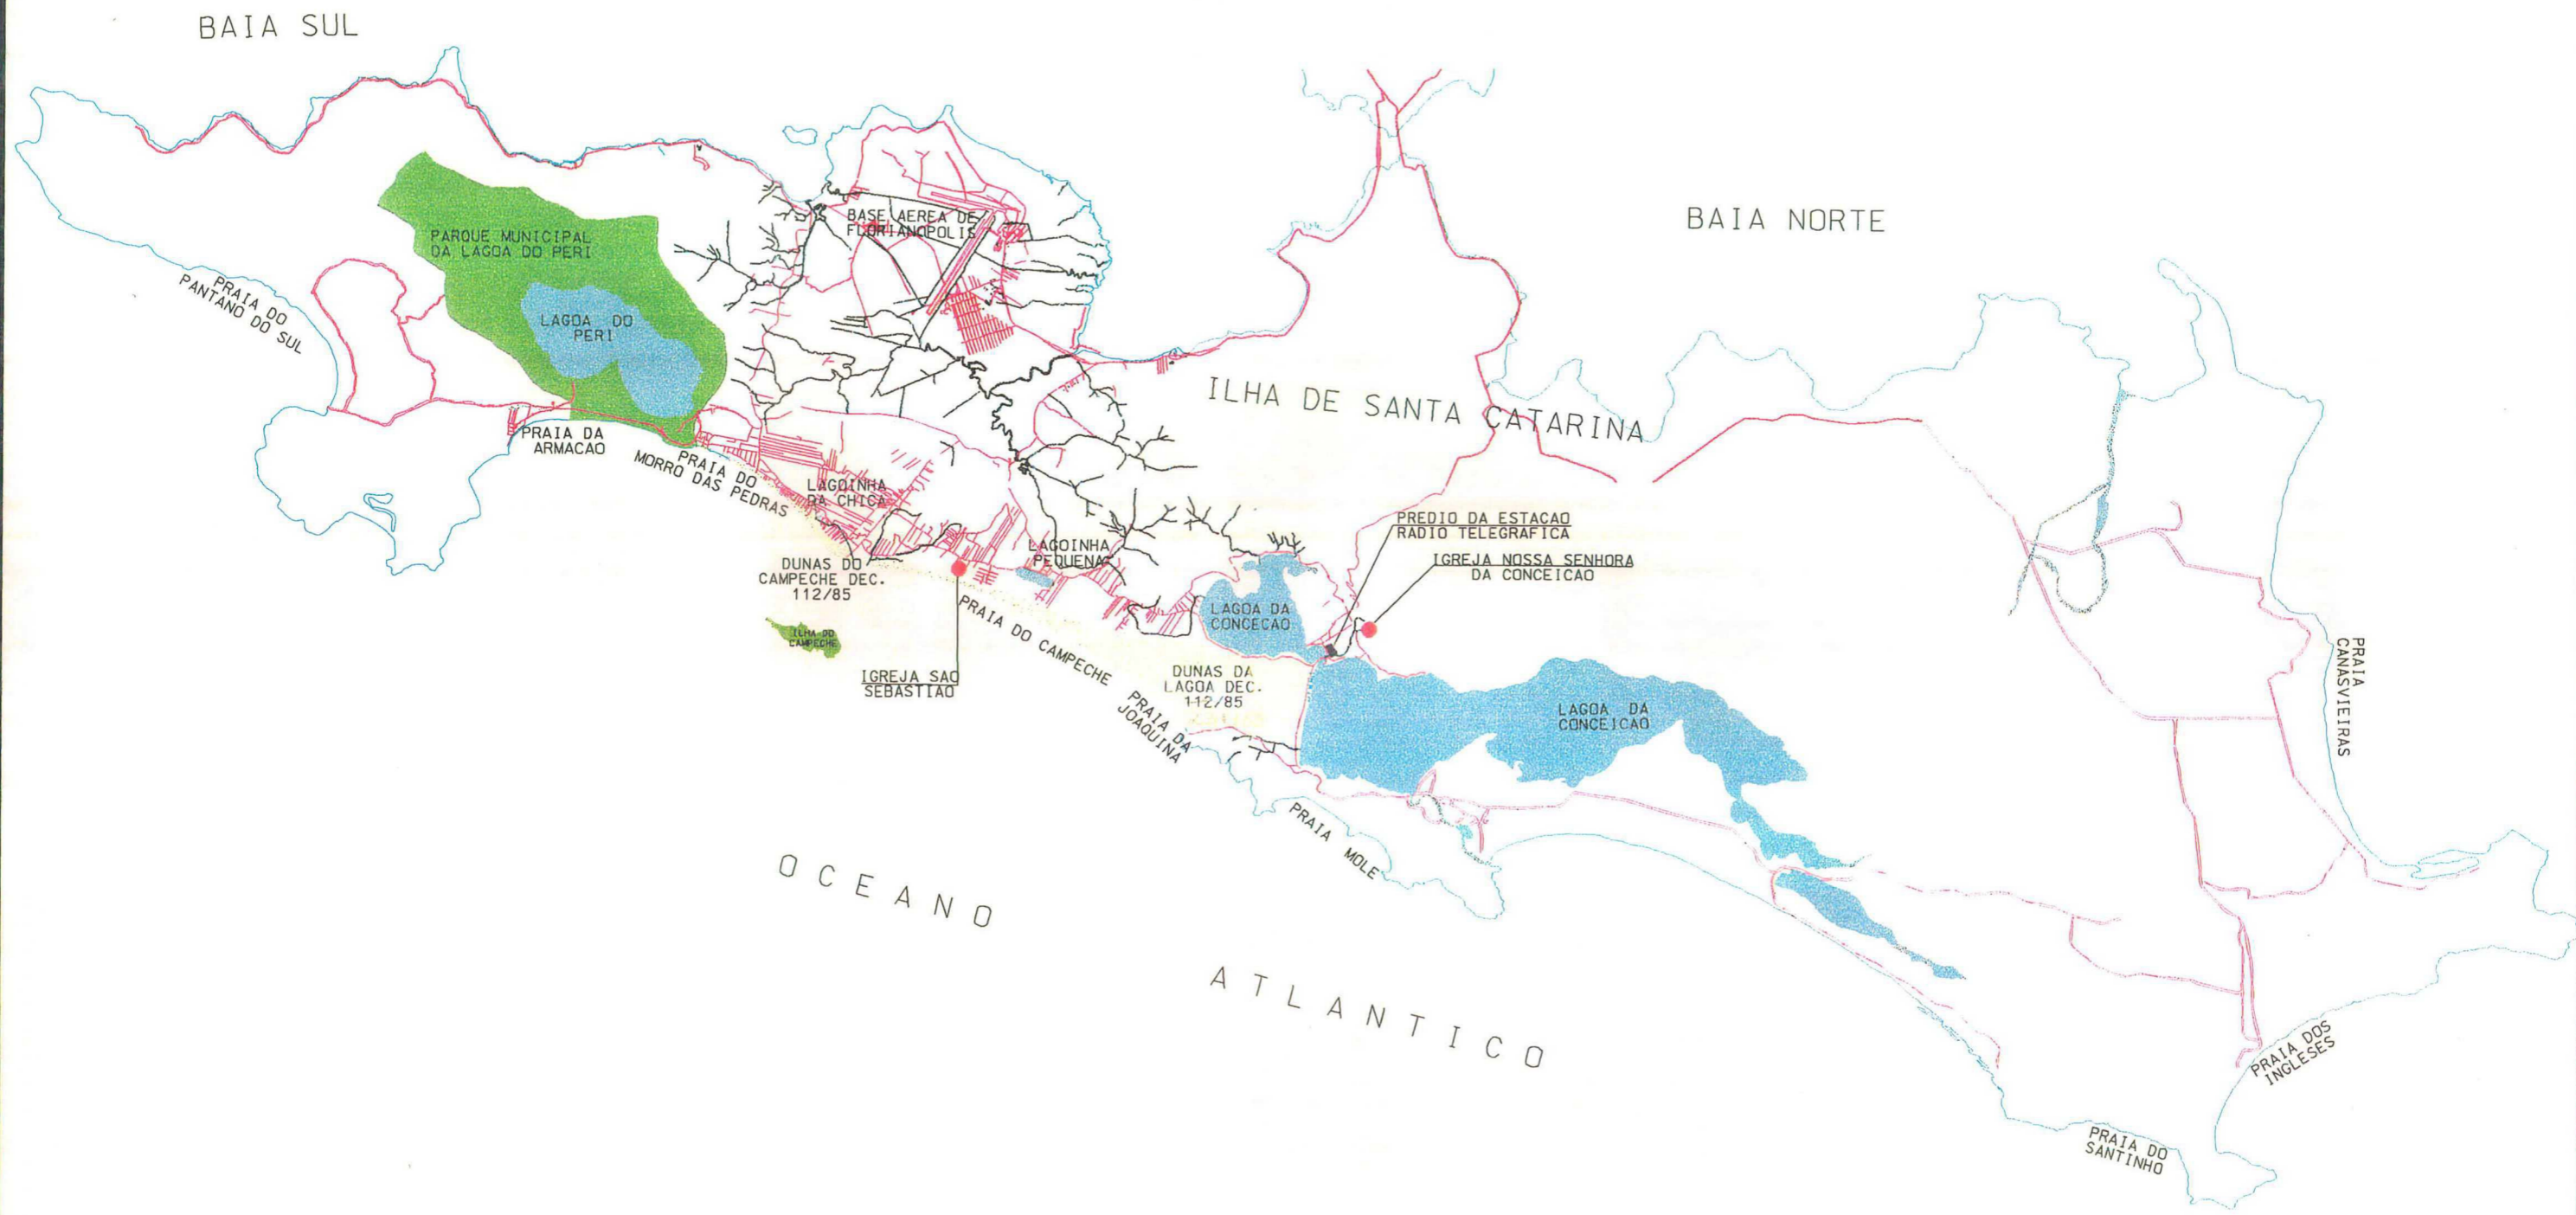 BAIA SUL
BAIA NORTE
BASE AEREA DE
FLORIANOPOLIS
PARQUE MUNICIPAL
DA LAGOA DO PERI
PRAIA DO
PANTANO DO SUL
LAGOA DO
PERI
ILHA DE SANTA CATARINA
PRAIA DA
ARMACAO
PRAIA DO
MORRO DAS PEDRAS
LAGOINHA
DA CHICA
PREDIO DA ESTACAO
RADIO TELEGRAFICA
LAGOINHA
PEQUENA
IGREJA NOSSA SENHORA
DA CONCEICAO
DUNAS DO
CAMPECHE DEC.
112/85
LAGOA DA
CONCECAO
ILHA DO
CAMPECHE
PRAIA DO CAMPECHE
IGREJA SAO
SEBASTIAO
DUNAS DA
LAGOA DEC.
112/85
PRAIA DA
JOAQUINA
LAGOA DA
CONCEICAO
PRAIA
CANASVIEIRAS
PRAIA MOLE
OCEANO
ATLANTICO
PRAIA DOS
INGLESES
PRAIA DO
SANTINHO